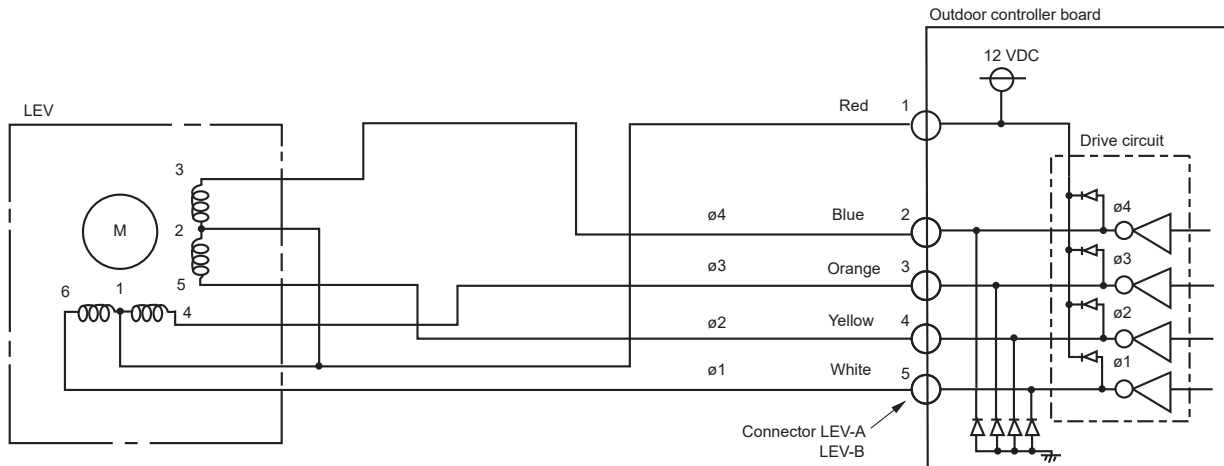 Outdoor controller board
12 VDC
LEV
Red 1
Drive circuit
3
M
2
ø4 Blue 2 ø4
5
ø3 Orange 3 ø3
6 1 4
ø2 Yellow 4 ø2
ø1 White 5 ø1
Connector LEV-A
LEV-B